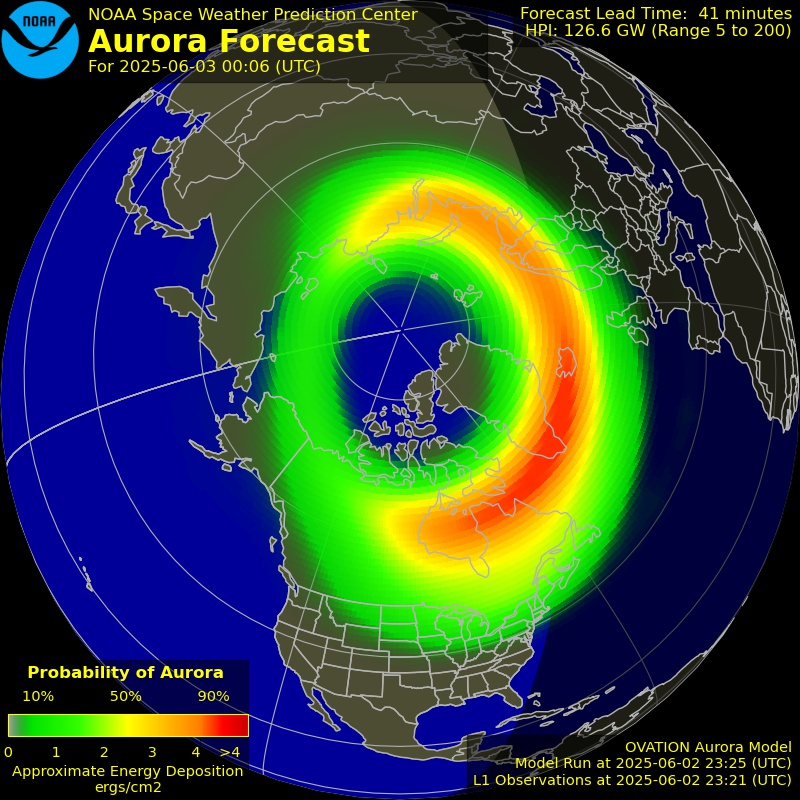 NOAA
NOAA Space Weather Prediction Center
Aurora Forecast
For 2025-06-03 00:06 (UTC)
Forecast Lead Time: 41 minutes
HPI: 126.6 GW (Range 5 to 200)
Probability of Aurora
10% 50% 90%
0 1 2 3 4 >4
Approximate Energy Deposition
ergs/cm2
OVATION Aurora Model
Model Run at 2025-06-02 23:25 (UTC)
L1 Observations at 2025-06-02 23:21 (UTC)